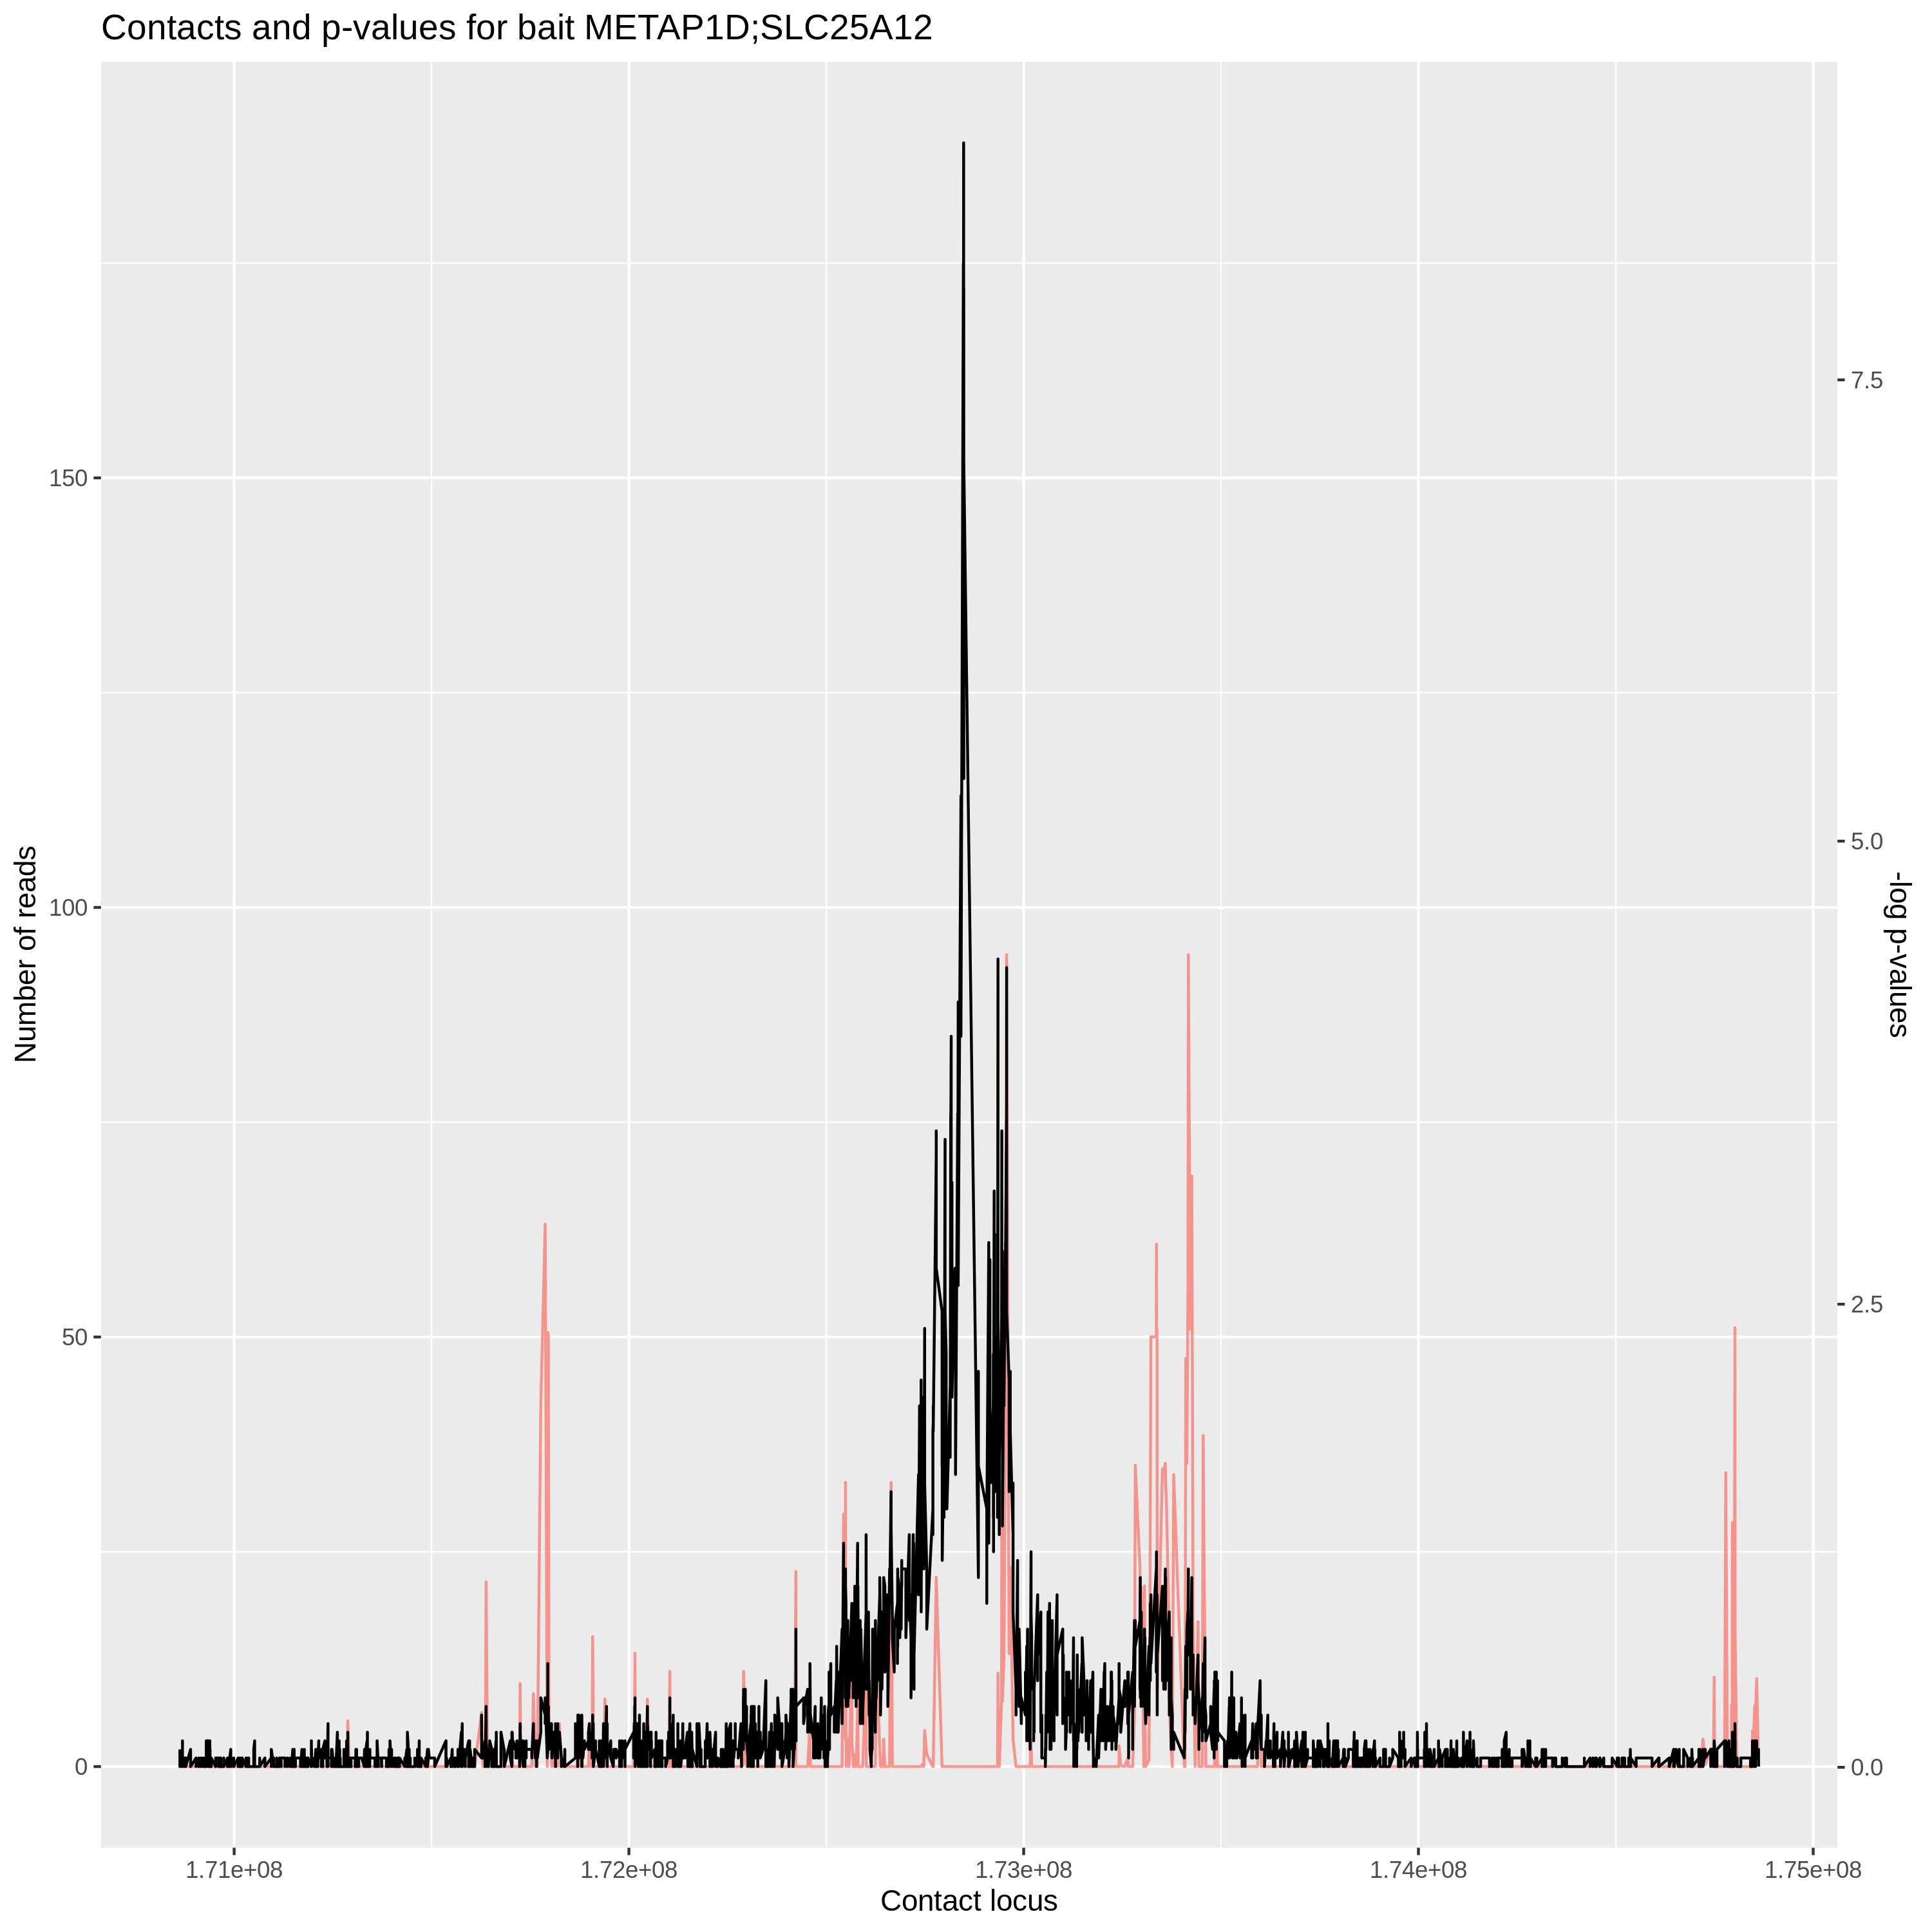 Contacts and p-values for bait METAP1D;SLC25A12
Number of reads
150
100
50
0
7.5
5.0
2.5
0.0
-log p-values
1.71e+08 1.72e+08 1.73e+08 1.74e+08 1.75e+08
Contact locus